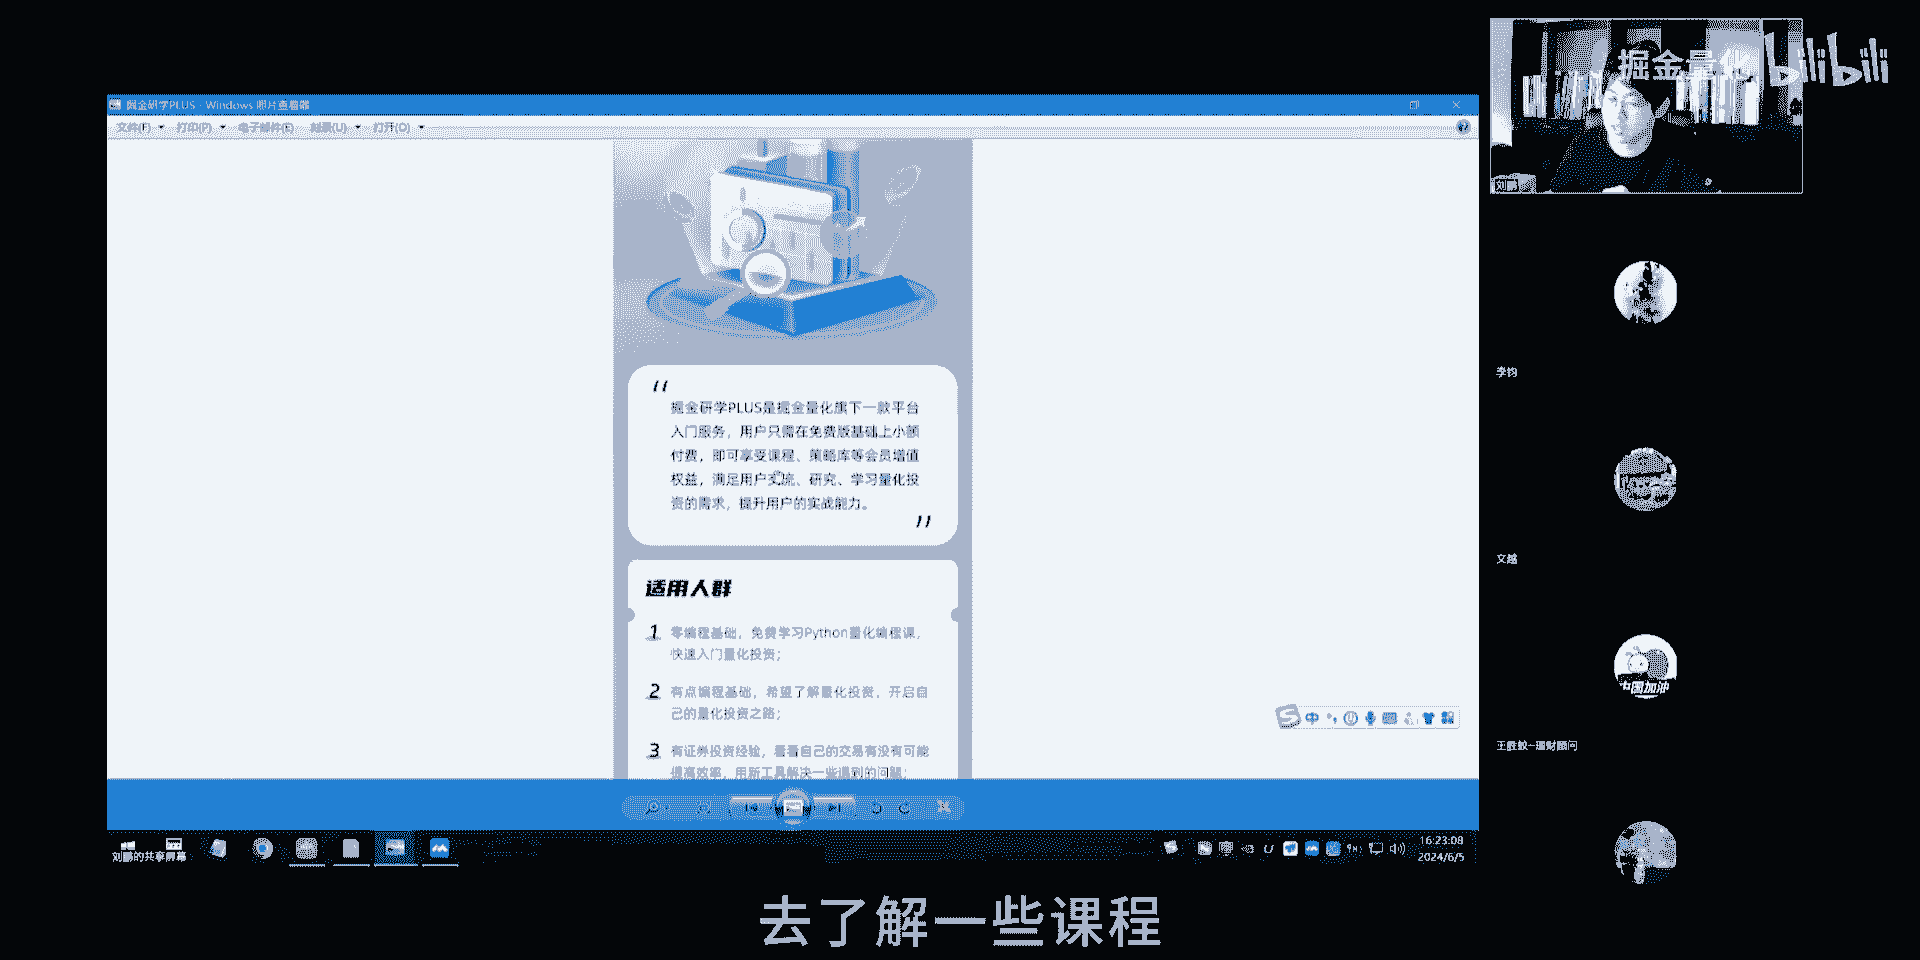 掘金量化 bilibili
掘金研学PLUS - Windows 照片查看器
文件(F) 打印(P) 电子邮件(E) 刻录(U) 打开(O)
刘鹏
“
掘金研学PLUS是掘金量化旗下一款平台
入门服务，用户只需在免费版基础上小额
付费，即可享受课程、策略库等会员增值
权益，满足用户交流、研究、学习量化投
资的需求，提升用户的实战能力。
”
适用人群
1 零编程基础，免费学习Python量化编程课，
快速入门量化投资；
2 有点编程基础，希望了解量化投资，开启自
己的量化投资之路；
3 有证券投资经验，看看自己的交易有没有可能
提高效率，用新工具解决一些遇到的问题；
李钧
文越
中国加油
中
刘鹏的共享屏幕
16:23:08
2024/6/5
去了解一些课程